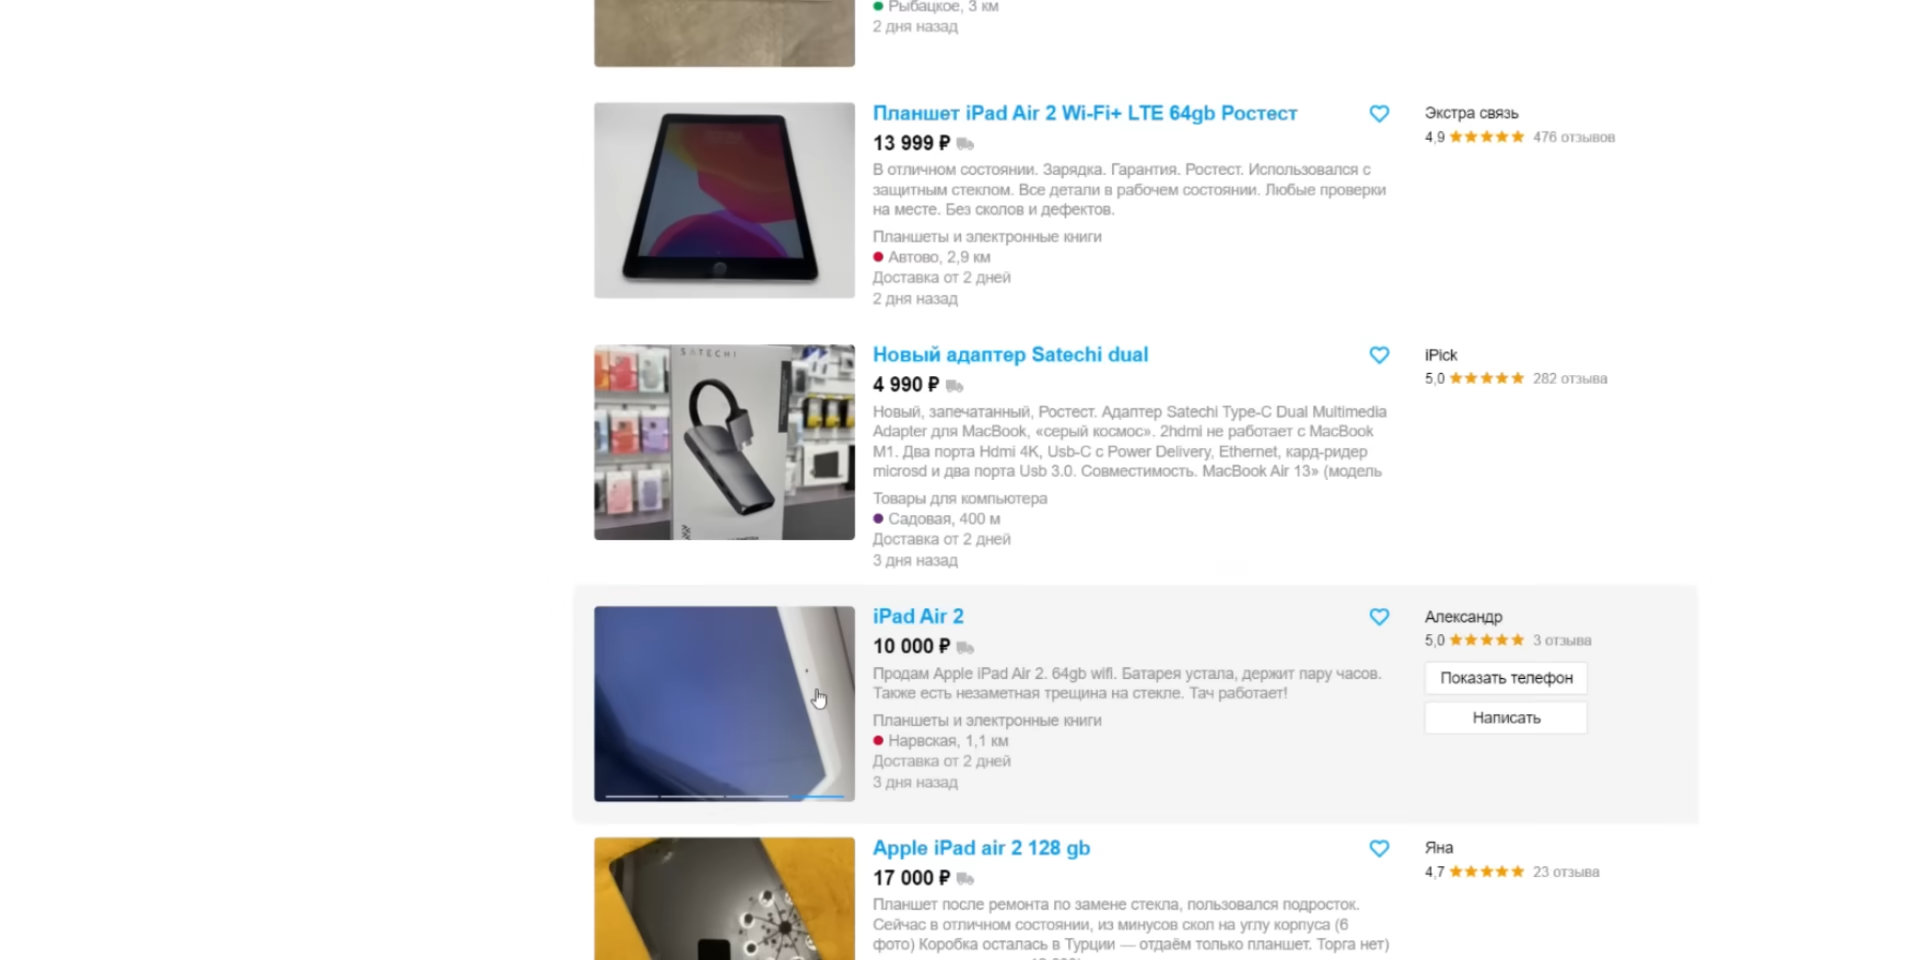 Рыбацкое, 3 км
2 дня назад
Планшет iPad Air 2 Wi-Fi+ LTE 64gb Ростест
13 999 ₽
В отличном состоянии. Зарядка. Гарантия. Ростест. Использовался с
защитным стеклом. Все детали в рабочем состоянии. Любые проверки
на месте. Без сколов и дефектов.
Планшеты и электронные книги
Автово, 2,9 км
Доставка от 2 дней
2 дня назад
Экстра связь
4,9 476 отзывов
SATECHI
Новый адаптер Satechi dual
4 990 ₽
Новый, запечатанный, Ростест. Адаптер Satechi Type-C Dual Multimedia
Adapter для MacBook, «серый космос». 2hdmi не работает с MacBook
M1. Два порта Hdmi 4K, Usb-C с Power Delivery, Ethernet, кард-ридер
microsd и два порта Usb 3.0. Совместимость. MacBook Air 13» (модель
Товары для компьютера
Садовая, 400 м
Доставка от 2 дней
3 дня назад
iPick
5,0 282 отзыва
iPad Air 2
10 000 ₽
Продам Apple iPad Air 2. 64gb wifi. Батарея устала, держит пару часов.
Также есть незаметная трещина на стекле. Тач работает!
Планшеты и электронные книги
Нарвская, 1,1 км
Доставка от 2 дней
3 дня назад
Александр
5,0 3 отзыва
Показать телефон
Написать
Apple iPad air 2 128 gb
17 000 ₽
Планшет после ремонта по замене стекла, пользовался подросток.
Сейчас в отличном состоянии, из минусов скол на углу корпуса (6
фото) Коробка осталась в Турции — отдаём только планшет. Торга нет)
Яна
4,7 23 отзыва